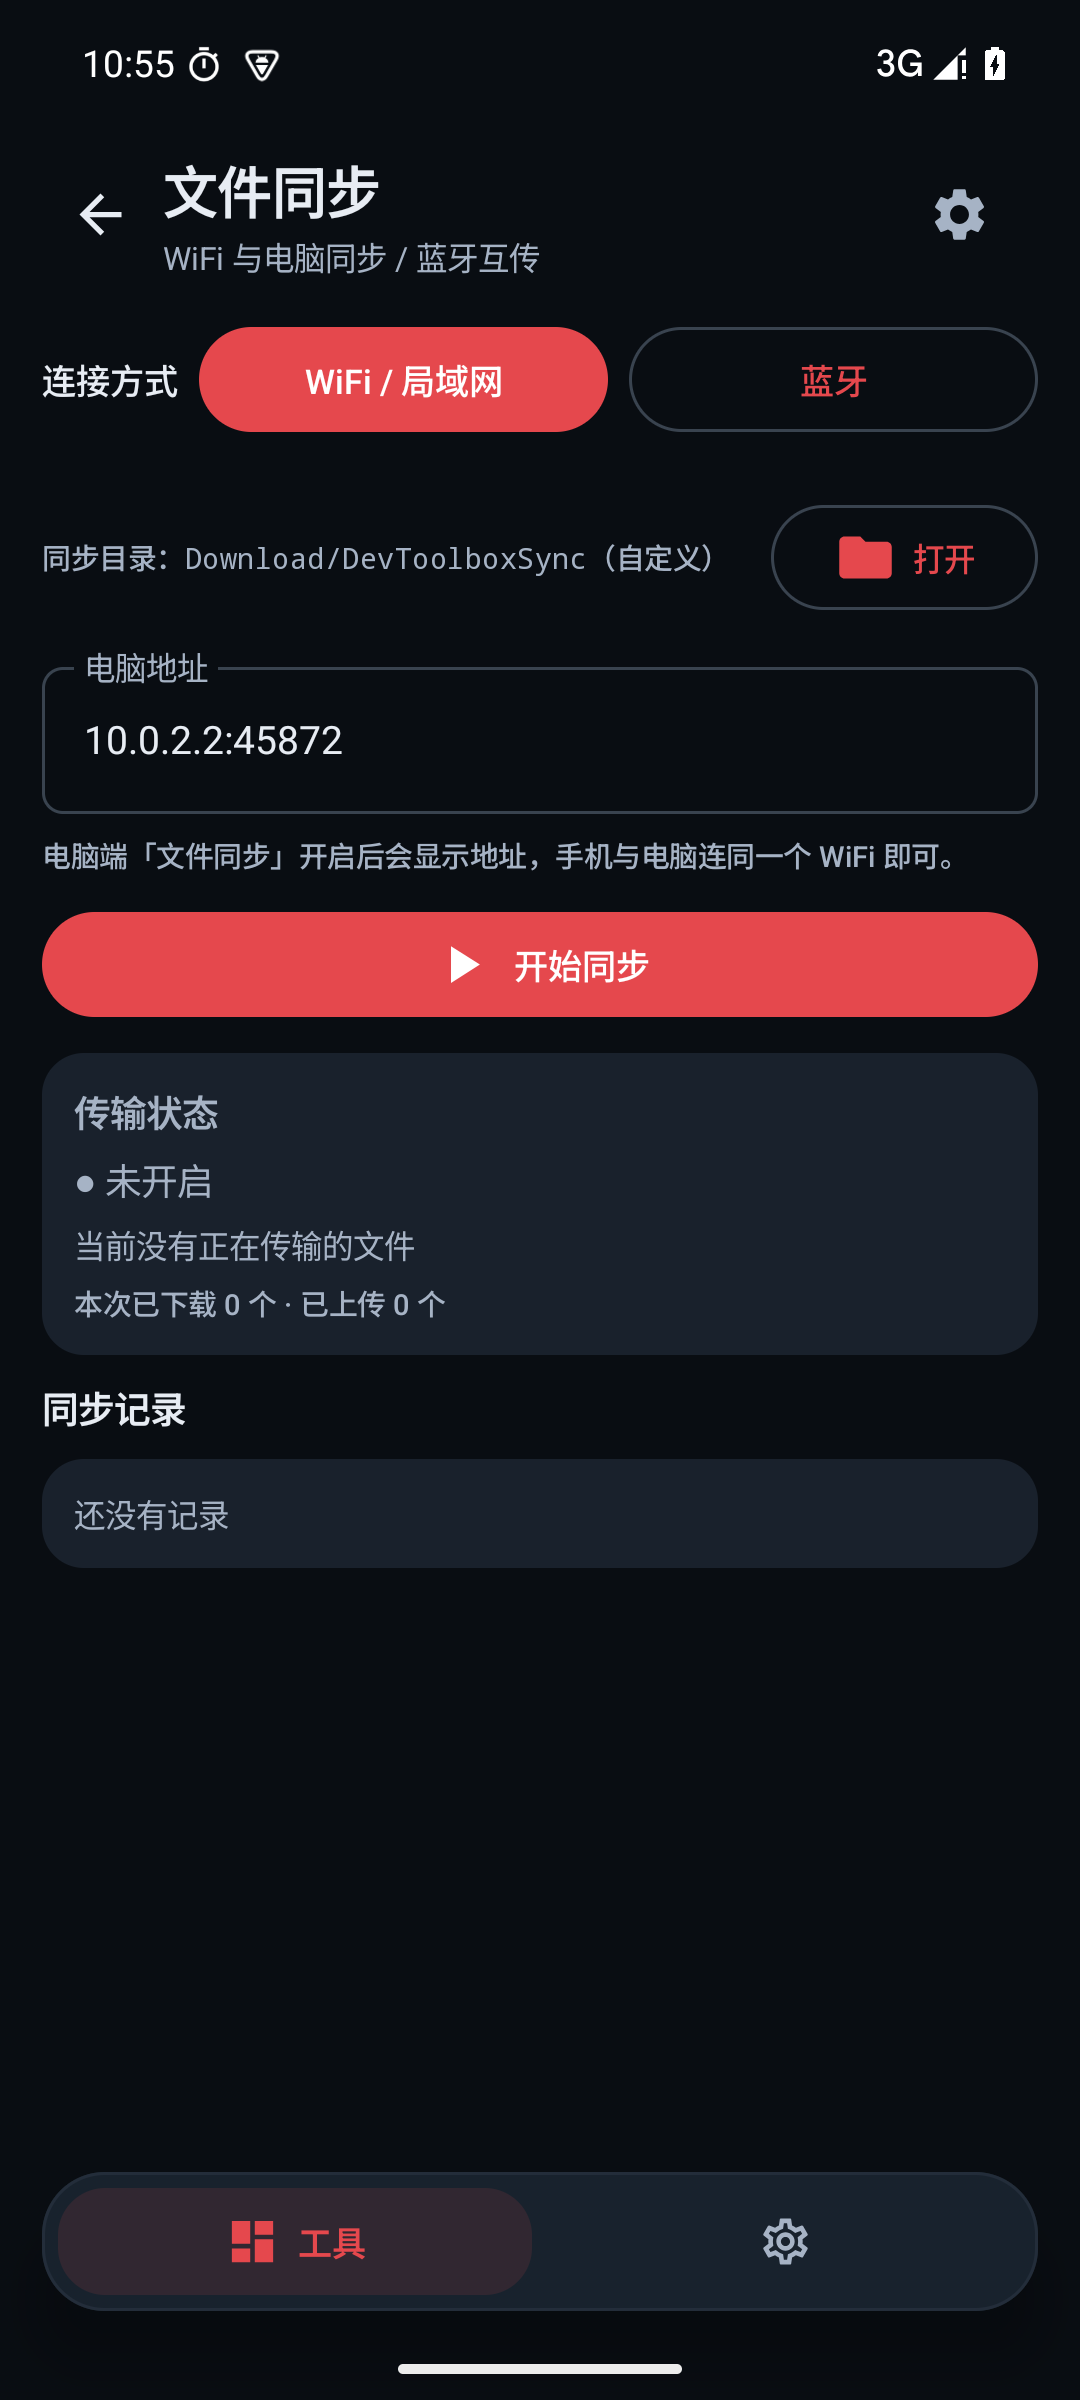 10:55
3G
文件同步
WiFi 与电脑同步 / 蓝牙互传
连接方式
WiFi / 局域网
蓝牙
同步目录：Download/DevToolboxSync（自定义）
打开
电脑地址
10.0.2.2:45872
电脑端「文件同步」开启后会显示地址，手机与电脑连同一个 WiFi 即可。
开始同步
传输状态
● 未开启
当前没有正在传输的文件
本次已下载 0 个 · 已上传 0 个
同步记录
还没有记录
工具